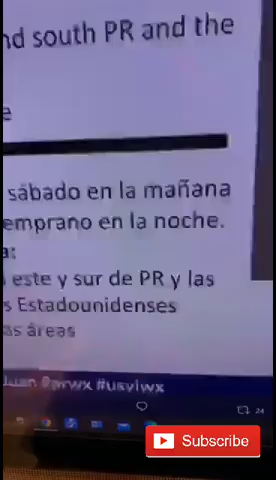 nd south PR and the
e
sábado en la mañana
emprano en la noche.
a:
este y sur de PR y las
s Estadounidenses
as áreas
Juan #prwx #usviwx
24
Subscribe